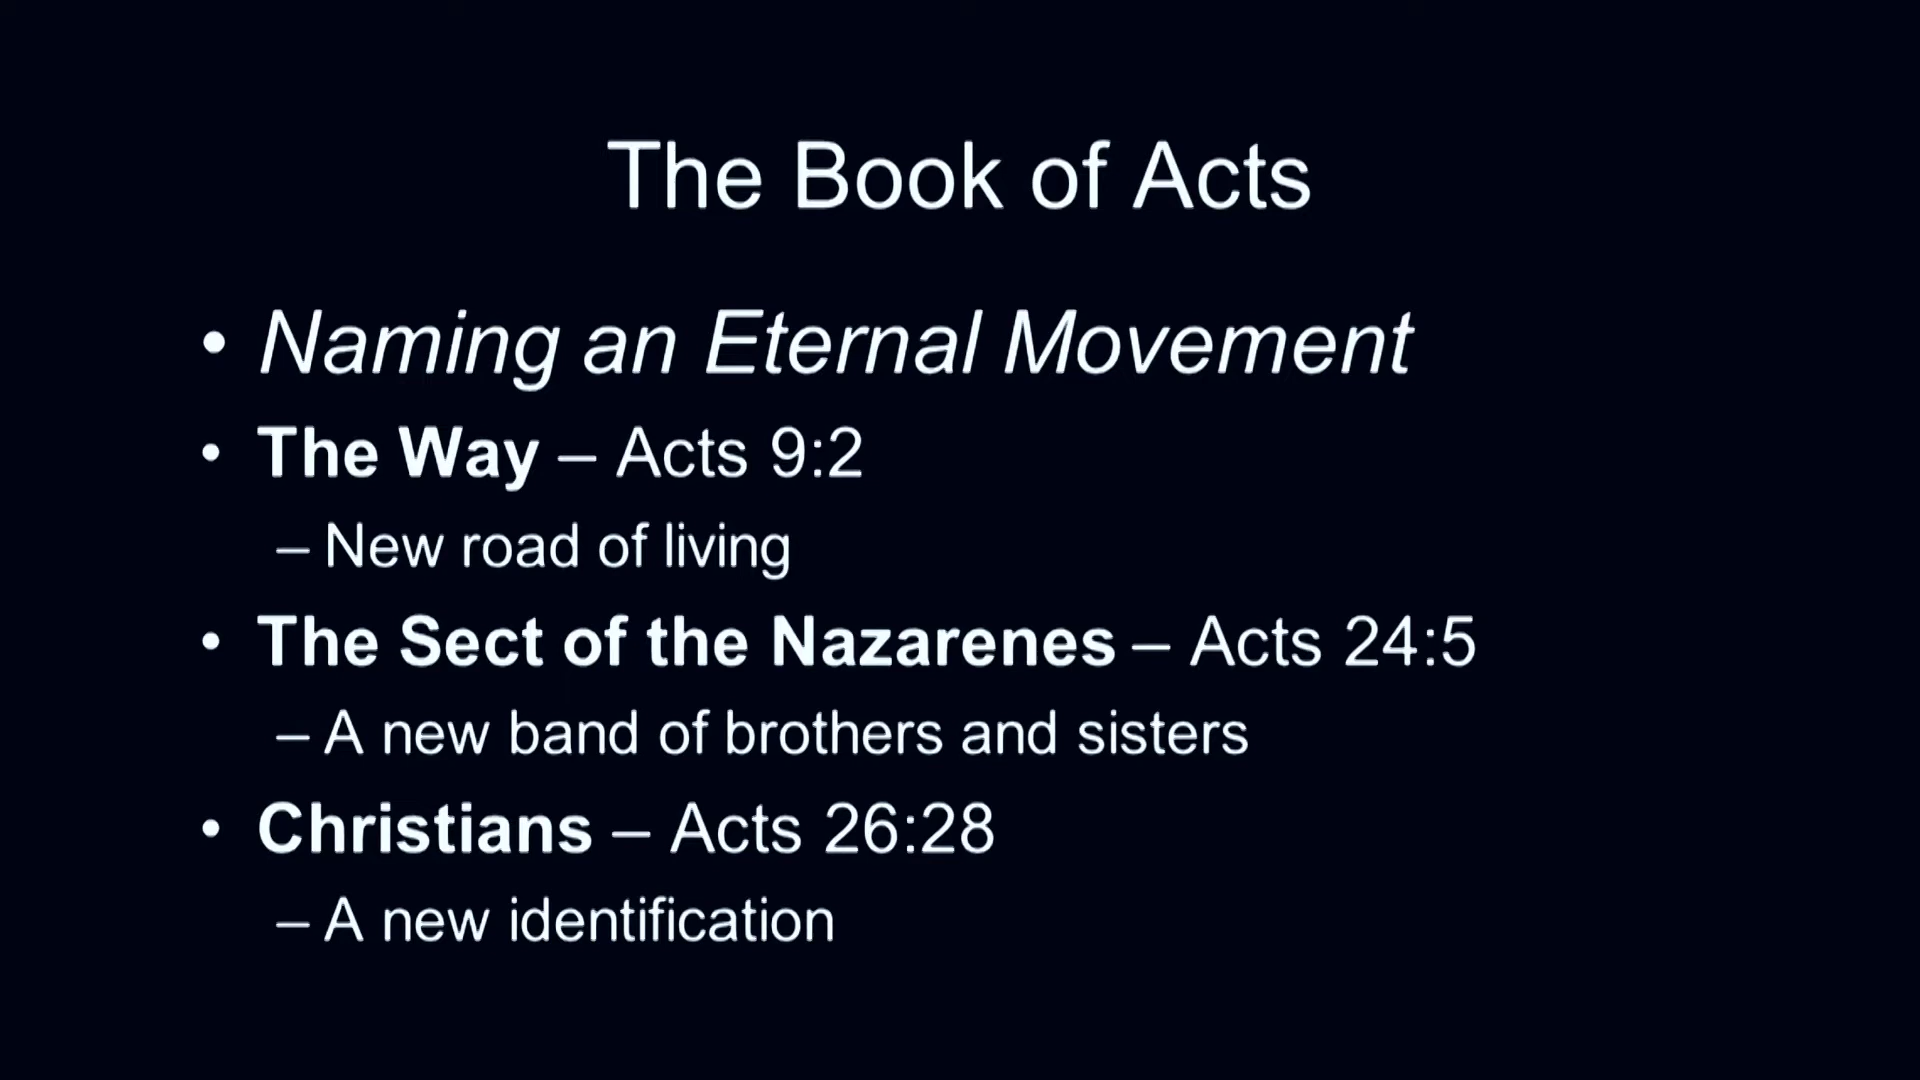 The Book of Acts
• Naming an Eternal Movement
• The Way – Acts 9:2
– New road of living
• The Sect of the Nazarenes – Acts 24:5
– A new band of brothers and sisters
• Christians – Acts 26:28
– A new identification